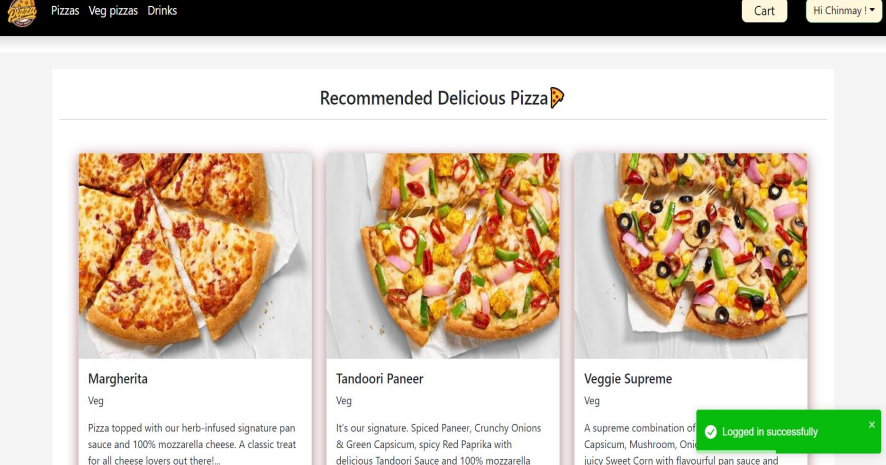 Pizzas Veg pizzas Drinks
Cart
Hi Chinmay !
Recommended Delicious Pizza
Margherita
Veg
Pizza topped with our herb-infused signature pan
sauce and 100% mozzarella cheese. A classic treat
for all cheese lovers out there!...
Tandoori Paneer
Veg
It's our signature. Spiced Paneer, Crunchy Onions
& Green Capsicum, spicy Red Paprika with
delicious Tandoori Sauce and 100% mozzarella
Veggie Supreme
Veg
A supreme combination of
Capsicum, Mushroom,
juicy Sweet Corn with flavourful pan sauce and
Logged in successfully
x